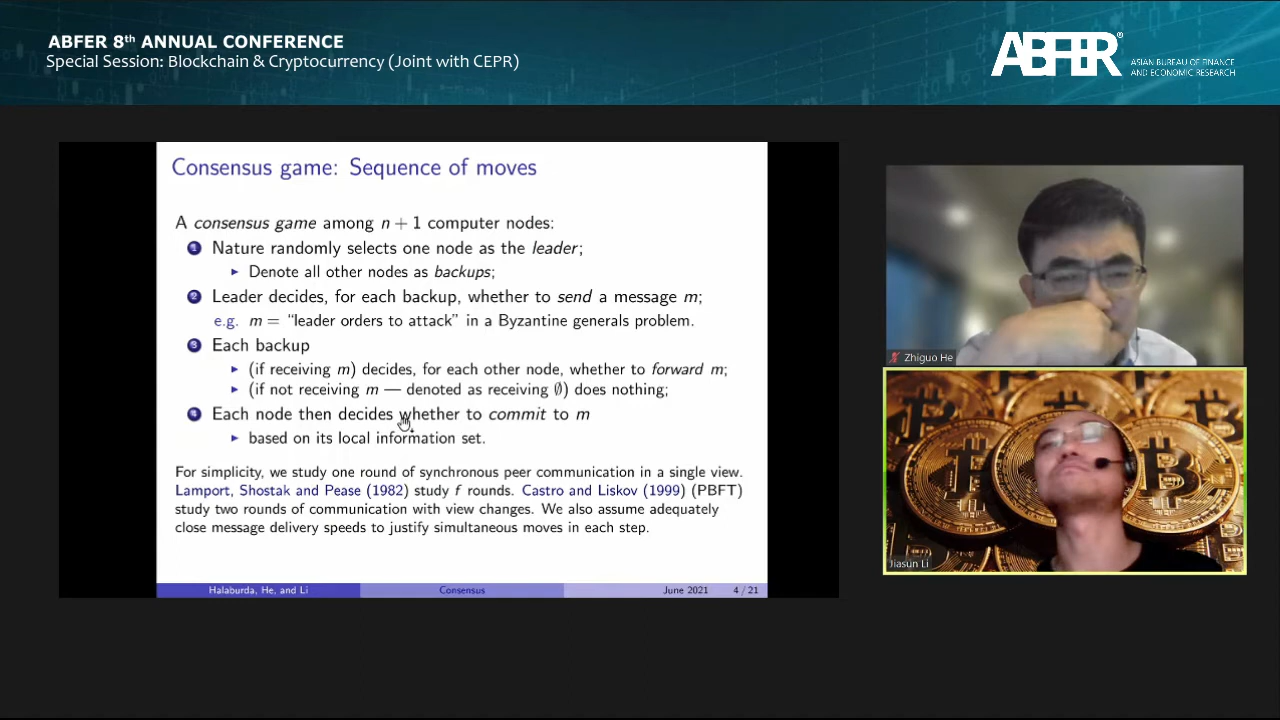 ABFER 8th ANNUAL CONFERENCE
Special Session: Blockchain & Cryptocurrency (Joint with CEPR)
ABFER®
ASIAN BUREAU OF FINANCE
AND ECONOMIC RESEARCH
Consensus game: Sequence of moves
A consensus game among n + 1 computer nodes:
1 Nature randomly selects one node as the leader;
▶ Denote all other nodes as backups;
2 Leader decides, for each backup, whether to send a message m;
e.g. m = “leader orders to attack” in a Byzantine generals problem.
3 Each backup
▶ (if receiving m) decides, for each other node, whether to forward m;
▶ (if not receiving m — denoted as receiving ∅) does nothing;
4 Each node then decides whether to commit to m
▶ based on its local information set.
For simplicity, we study one round of synchronous peer communication in a single view.
Lamport, Shostak and Pease (1982) study f rounds. Castro and Liskov (1999) (PBFT)
study two rounds of communication with view changes. We also assume adequately
close message delivery speeds to justify simultaneous moves in each step.
Halaburda, He, and Li
Consensus
June 2021
4 / 21
Zhiguo He
Jiasun Li